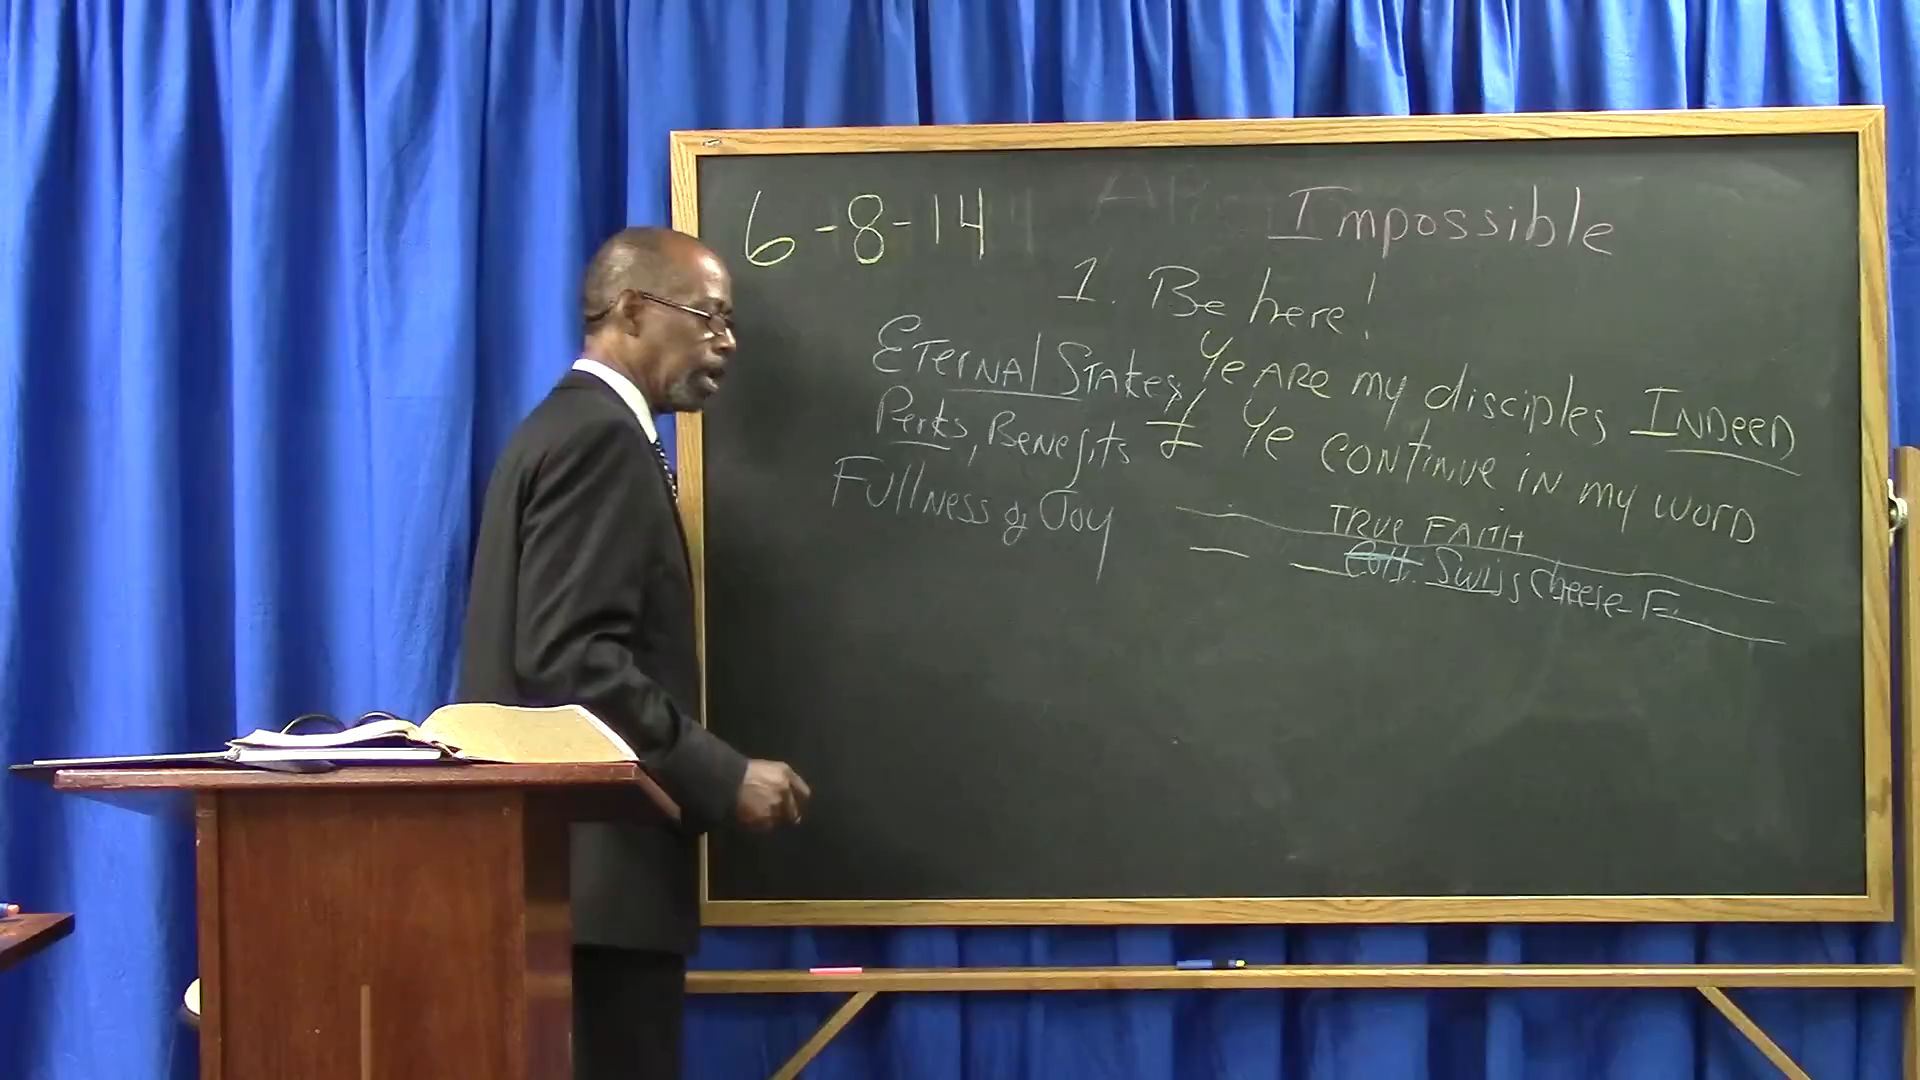 6-8-14
Impossible
1. Be here!
Eternal Stakes,
Perks, Benefits
Fullness of Joy
Ye are my disciples INDEED
If Ye continue in my word
TRUE FAITH
Swiss Cheese F